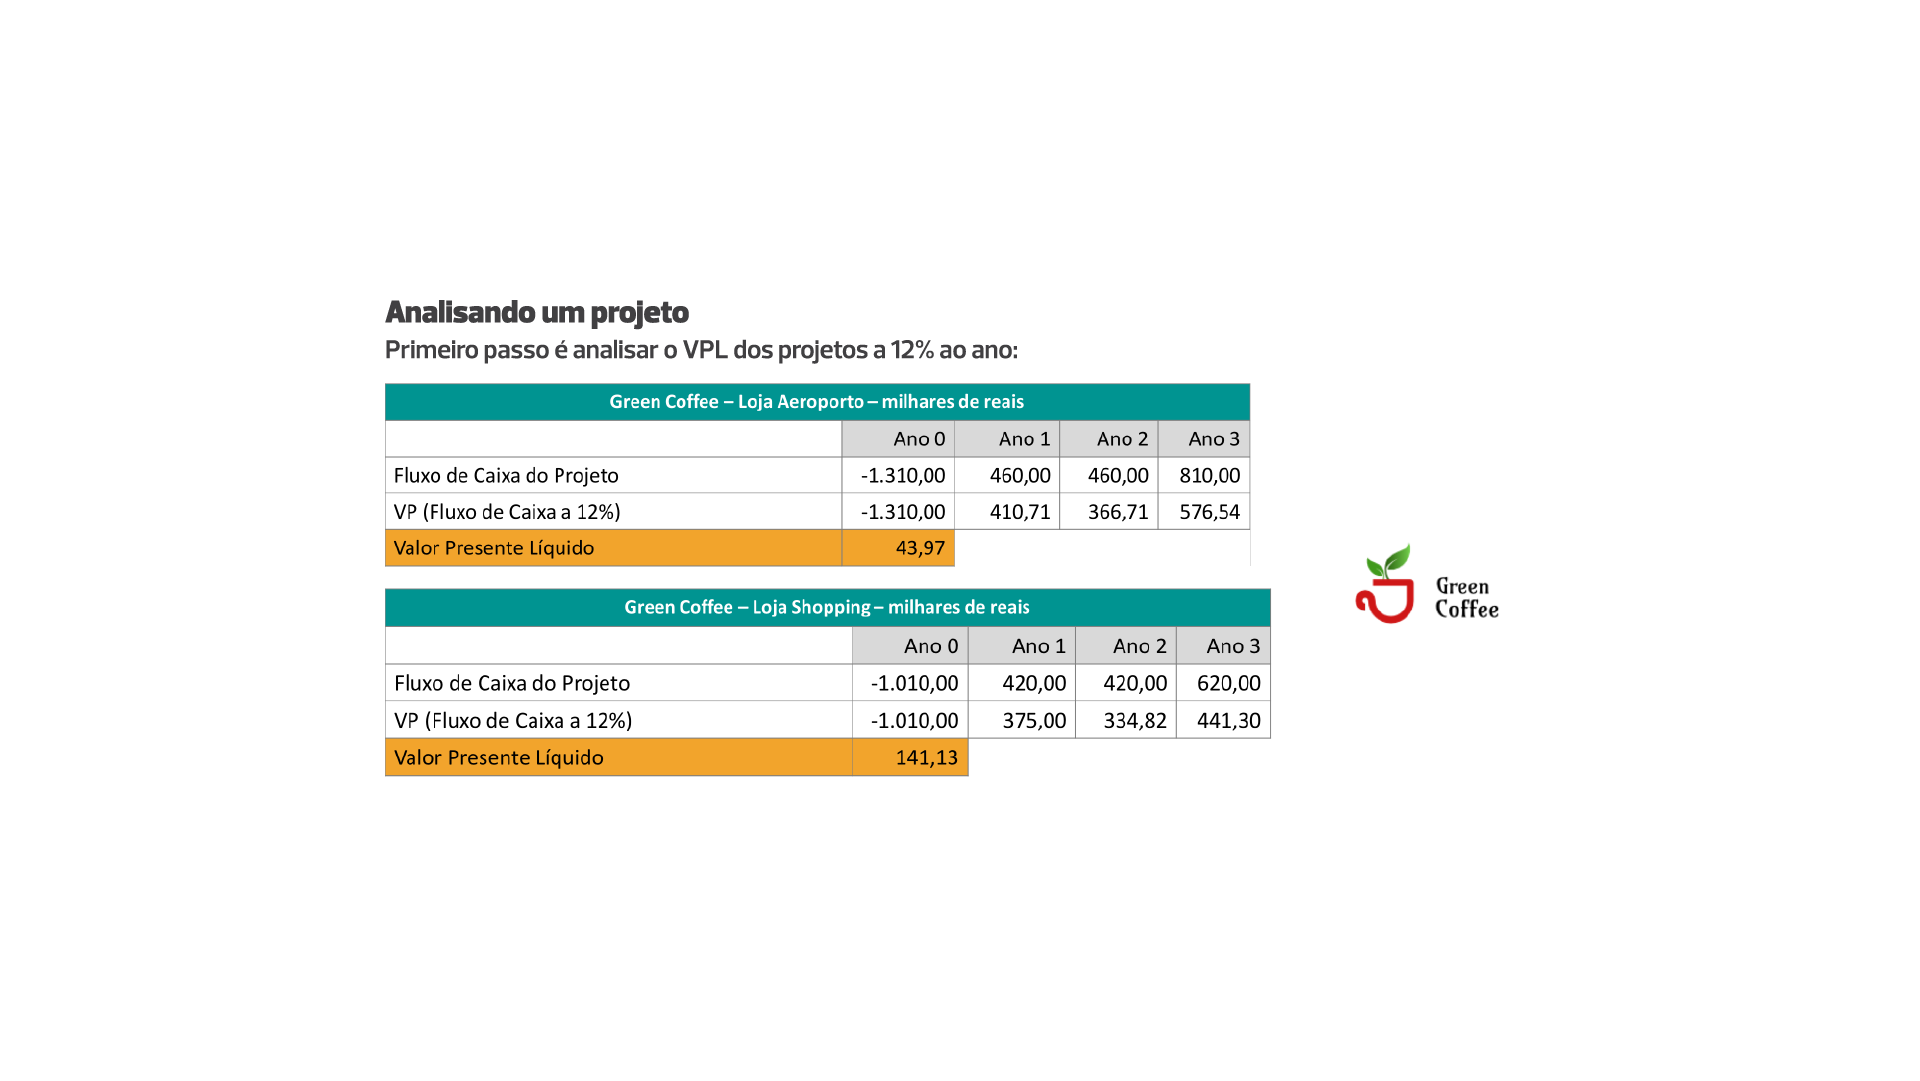 Analisando um projeto
Primeiro passo é analisar o VPL dos projetos a 12% ao ano:
Green Coffee – Loja Aeroporto – milhares de reais
Ano 0 Ano 1 Ano 2 Ano 3
Fluxo de Caixa do Projeto -1.310,00 460,00 460,00 810,00
VP (Fluxo de Caixa a 12%) -1.310,00 410,71 366,71 576,54
Valor Presente Líquido 43,97
Green Coffee – Loja Shopping – milhares de reais
Ano 0 Ano 1 Ano 2 Ano 3
Fluxo de Caixa do Projeto -1.010,00 420,00 420,00 620,00
VP (Fluxo de Caixa a 12%) -1.010,00 375,00 334,82 441,30
Valor Presente Líquido 141,13
Green
Coffee